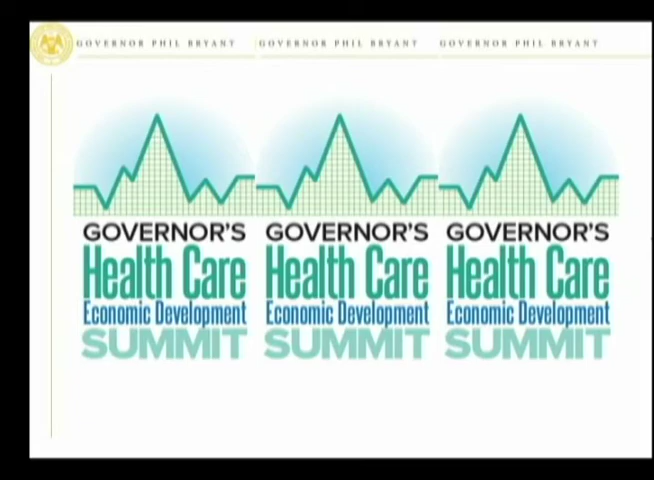 GOVERNOR PHIL BRYANT GOVERNOR PHIL BRYANT GOVERNOR PHIL BRYANT
GOVERNOR'S GOVERNOR'S GOVERNOR'S
Health Care Health Care Health Care
Economic Development Economic Development Economic Development
SUMMIT SUMMIT SUMMIT